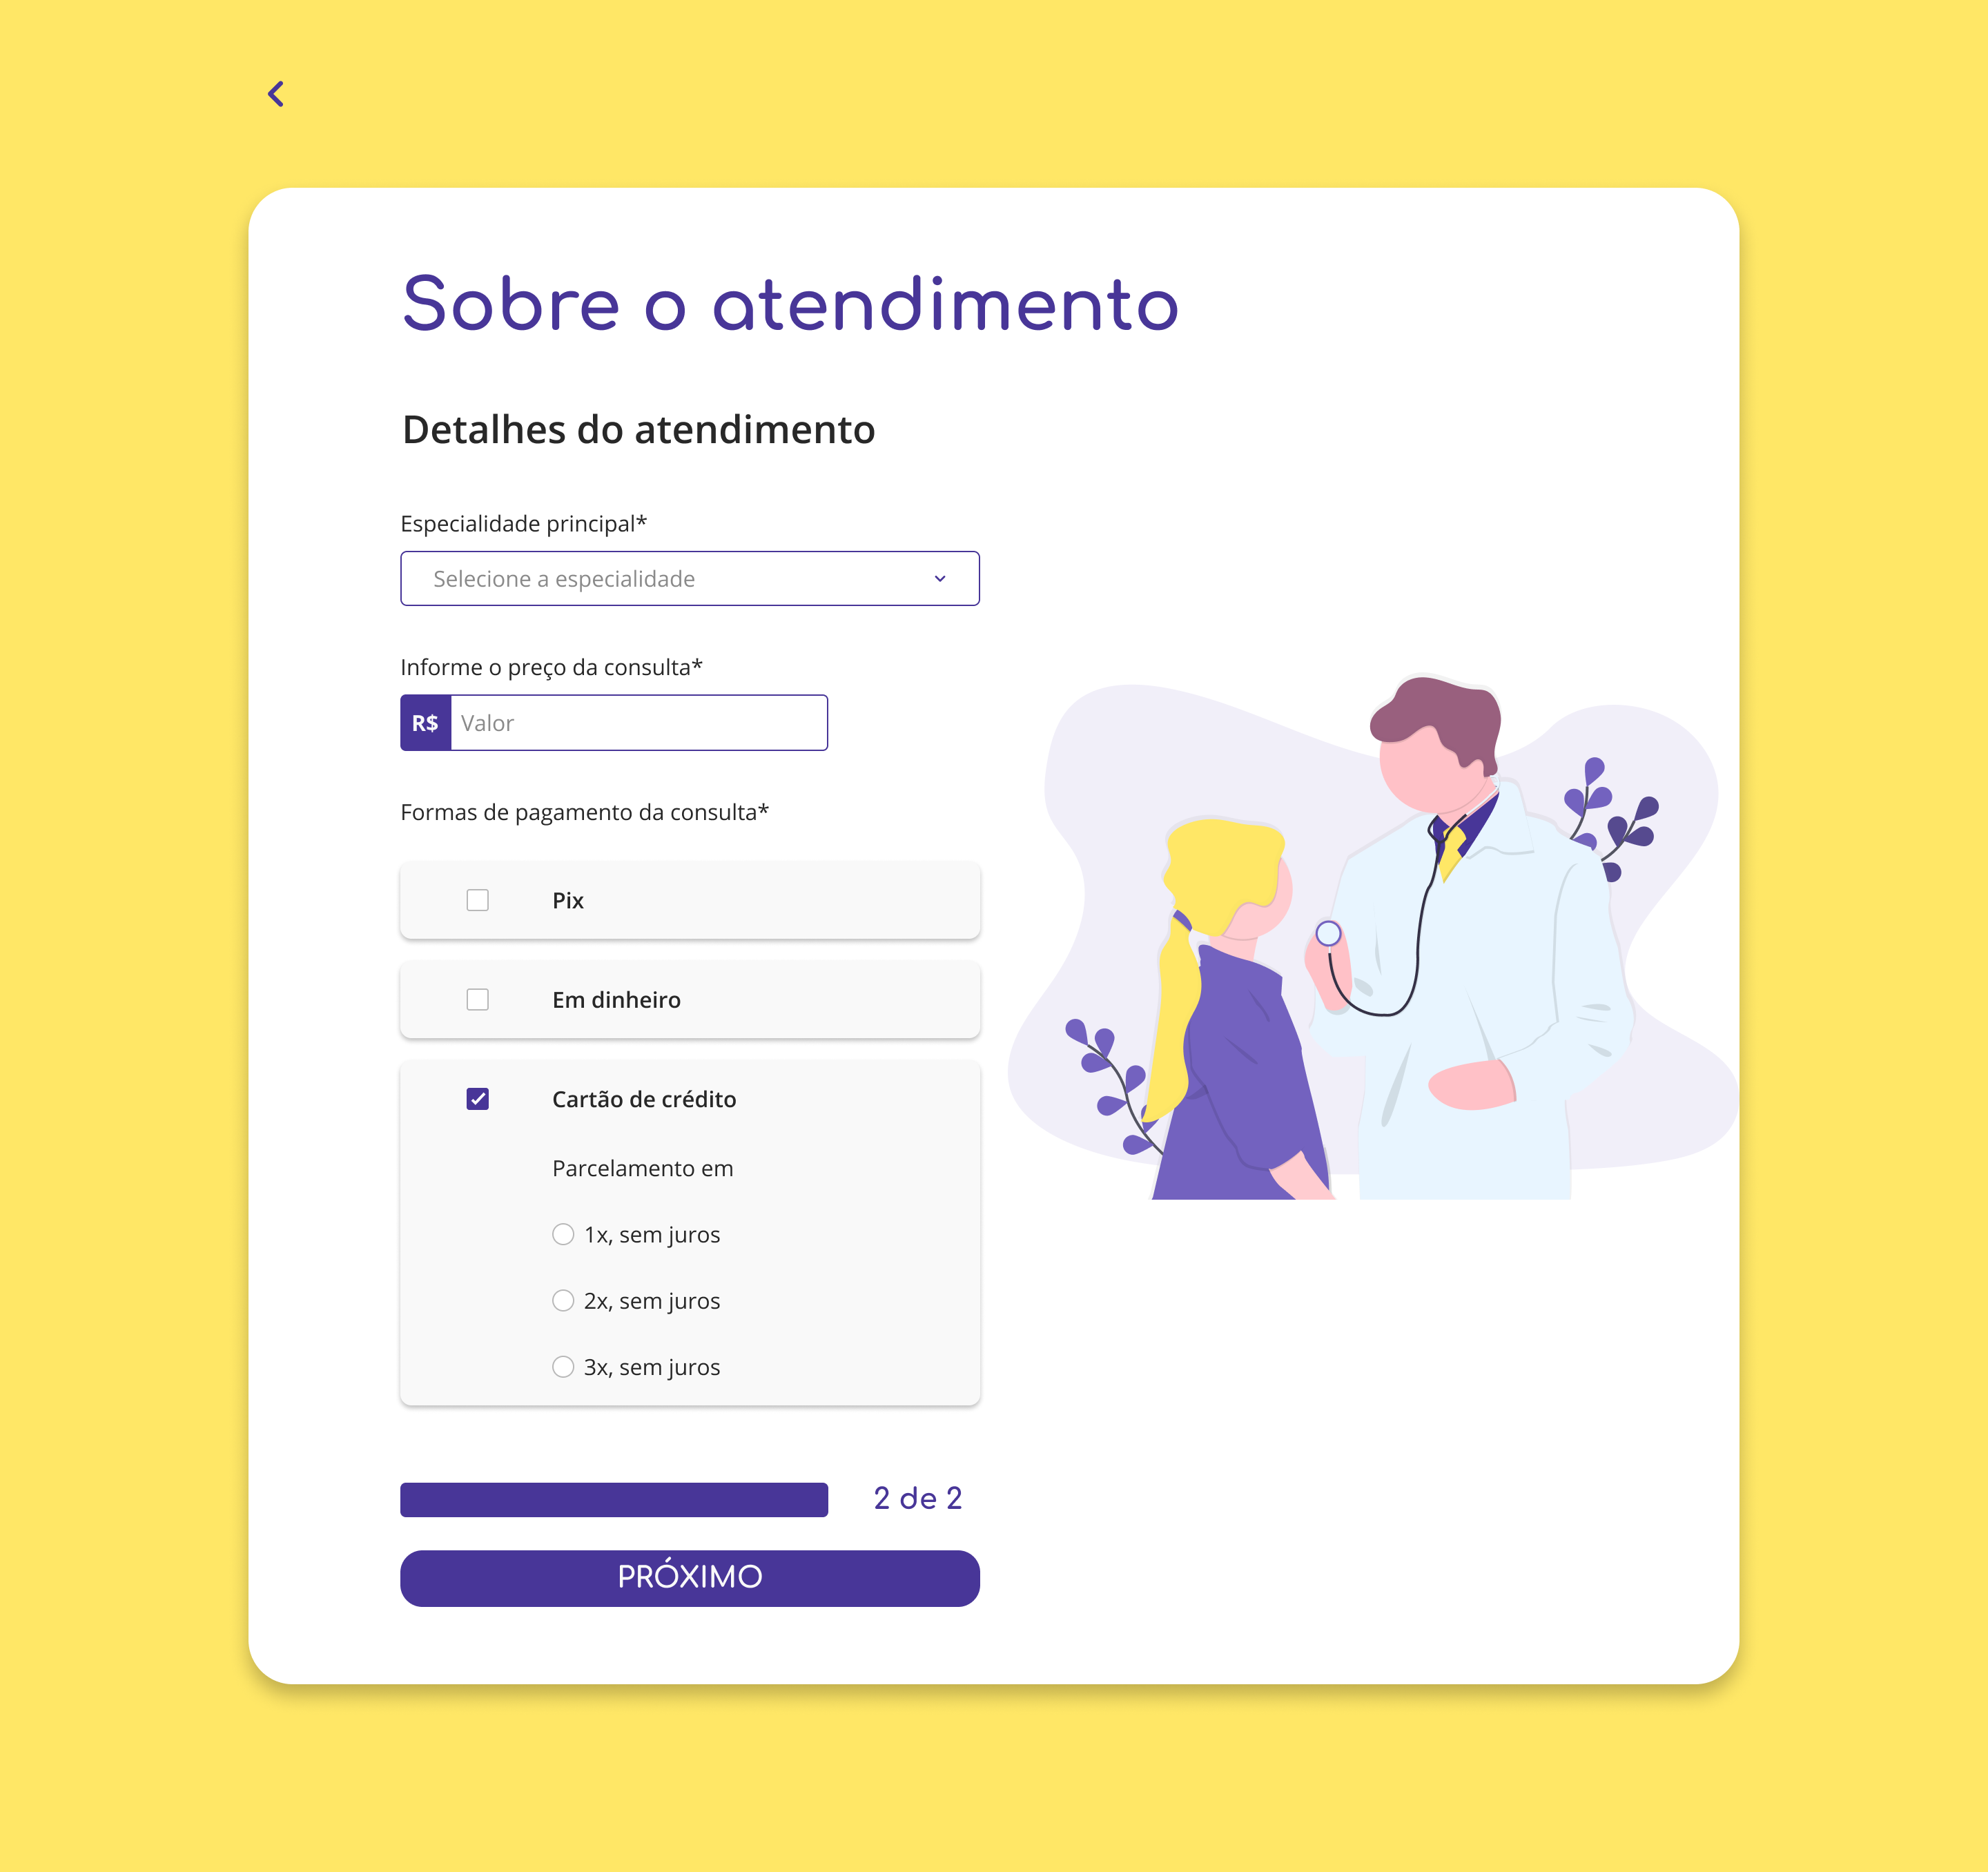 Sobre o atendimento
Detalhes do atendimento
Especialidade principal*
Selecione a especialidade
Informe o preço da consulta*
R$ Valor
Formas de pagamento da consulta*
Pix
Em dinheiro
Cartão de crédito
Parcelamento em
1x, sem juros
2x, sem juros
3x, sem juros
2 de 2
PRÓXIMO